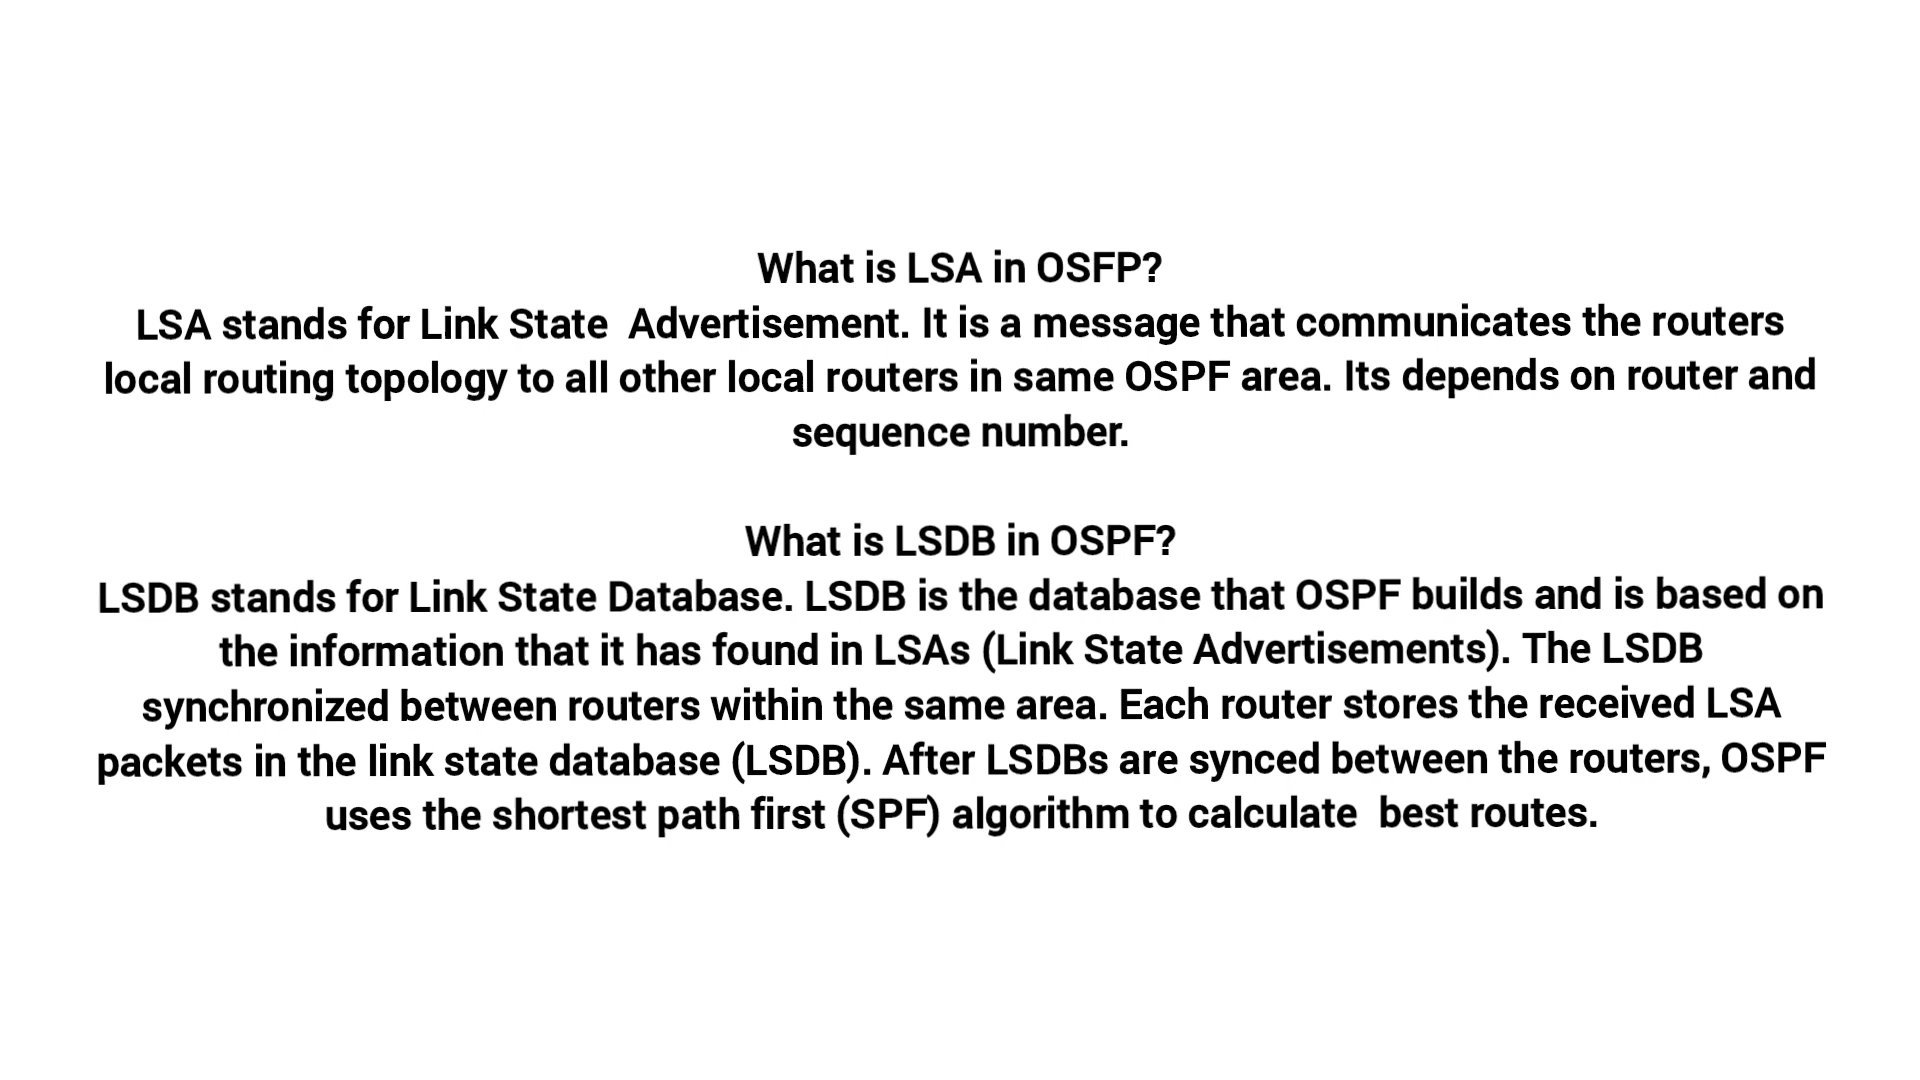 What is LSA in OSFP?
LSA stands for Link State  Advertisement. It is a message that communicates the routers
local routing topology to all other local routers in same OSPF area. Its depends on router and
sequence number.
What is LSDB in OSPF?
LSDB stands for Link State Database. LSDB is the database that OSPF builds and is based on
the information that it has found in LSAs (Link State Advertisements). The LSDB
synchronized between routers within the same area. Each router stores the received LSA
packets in the link state database (LSDB). After LSDBs are synced between the routers, OSPF
uses the shortest path first (SPF) algorithm to calculate  best routes.